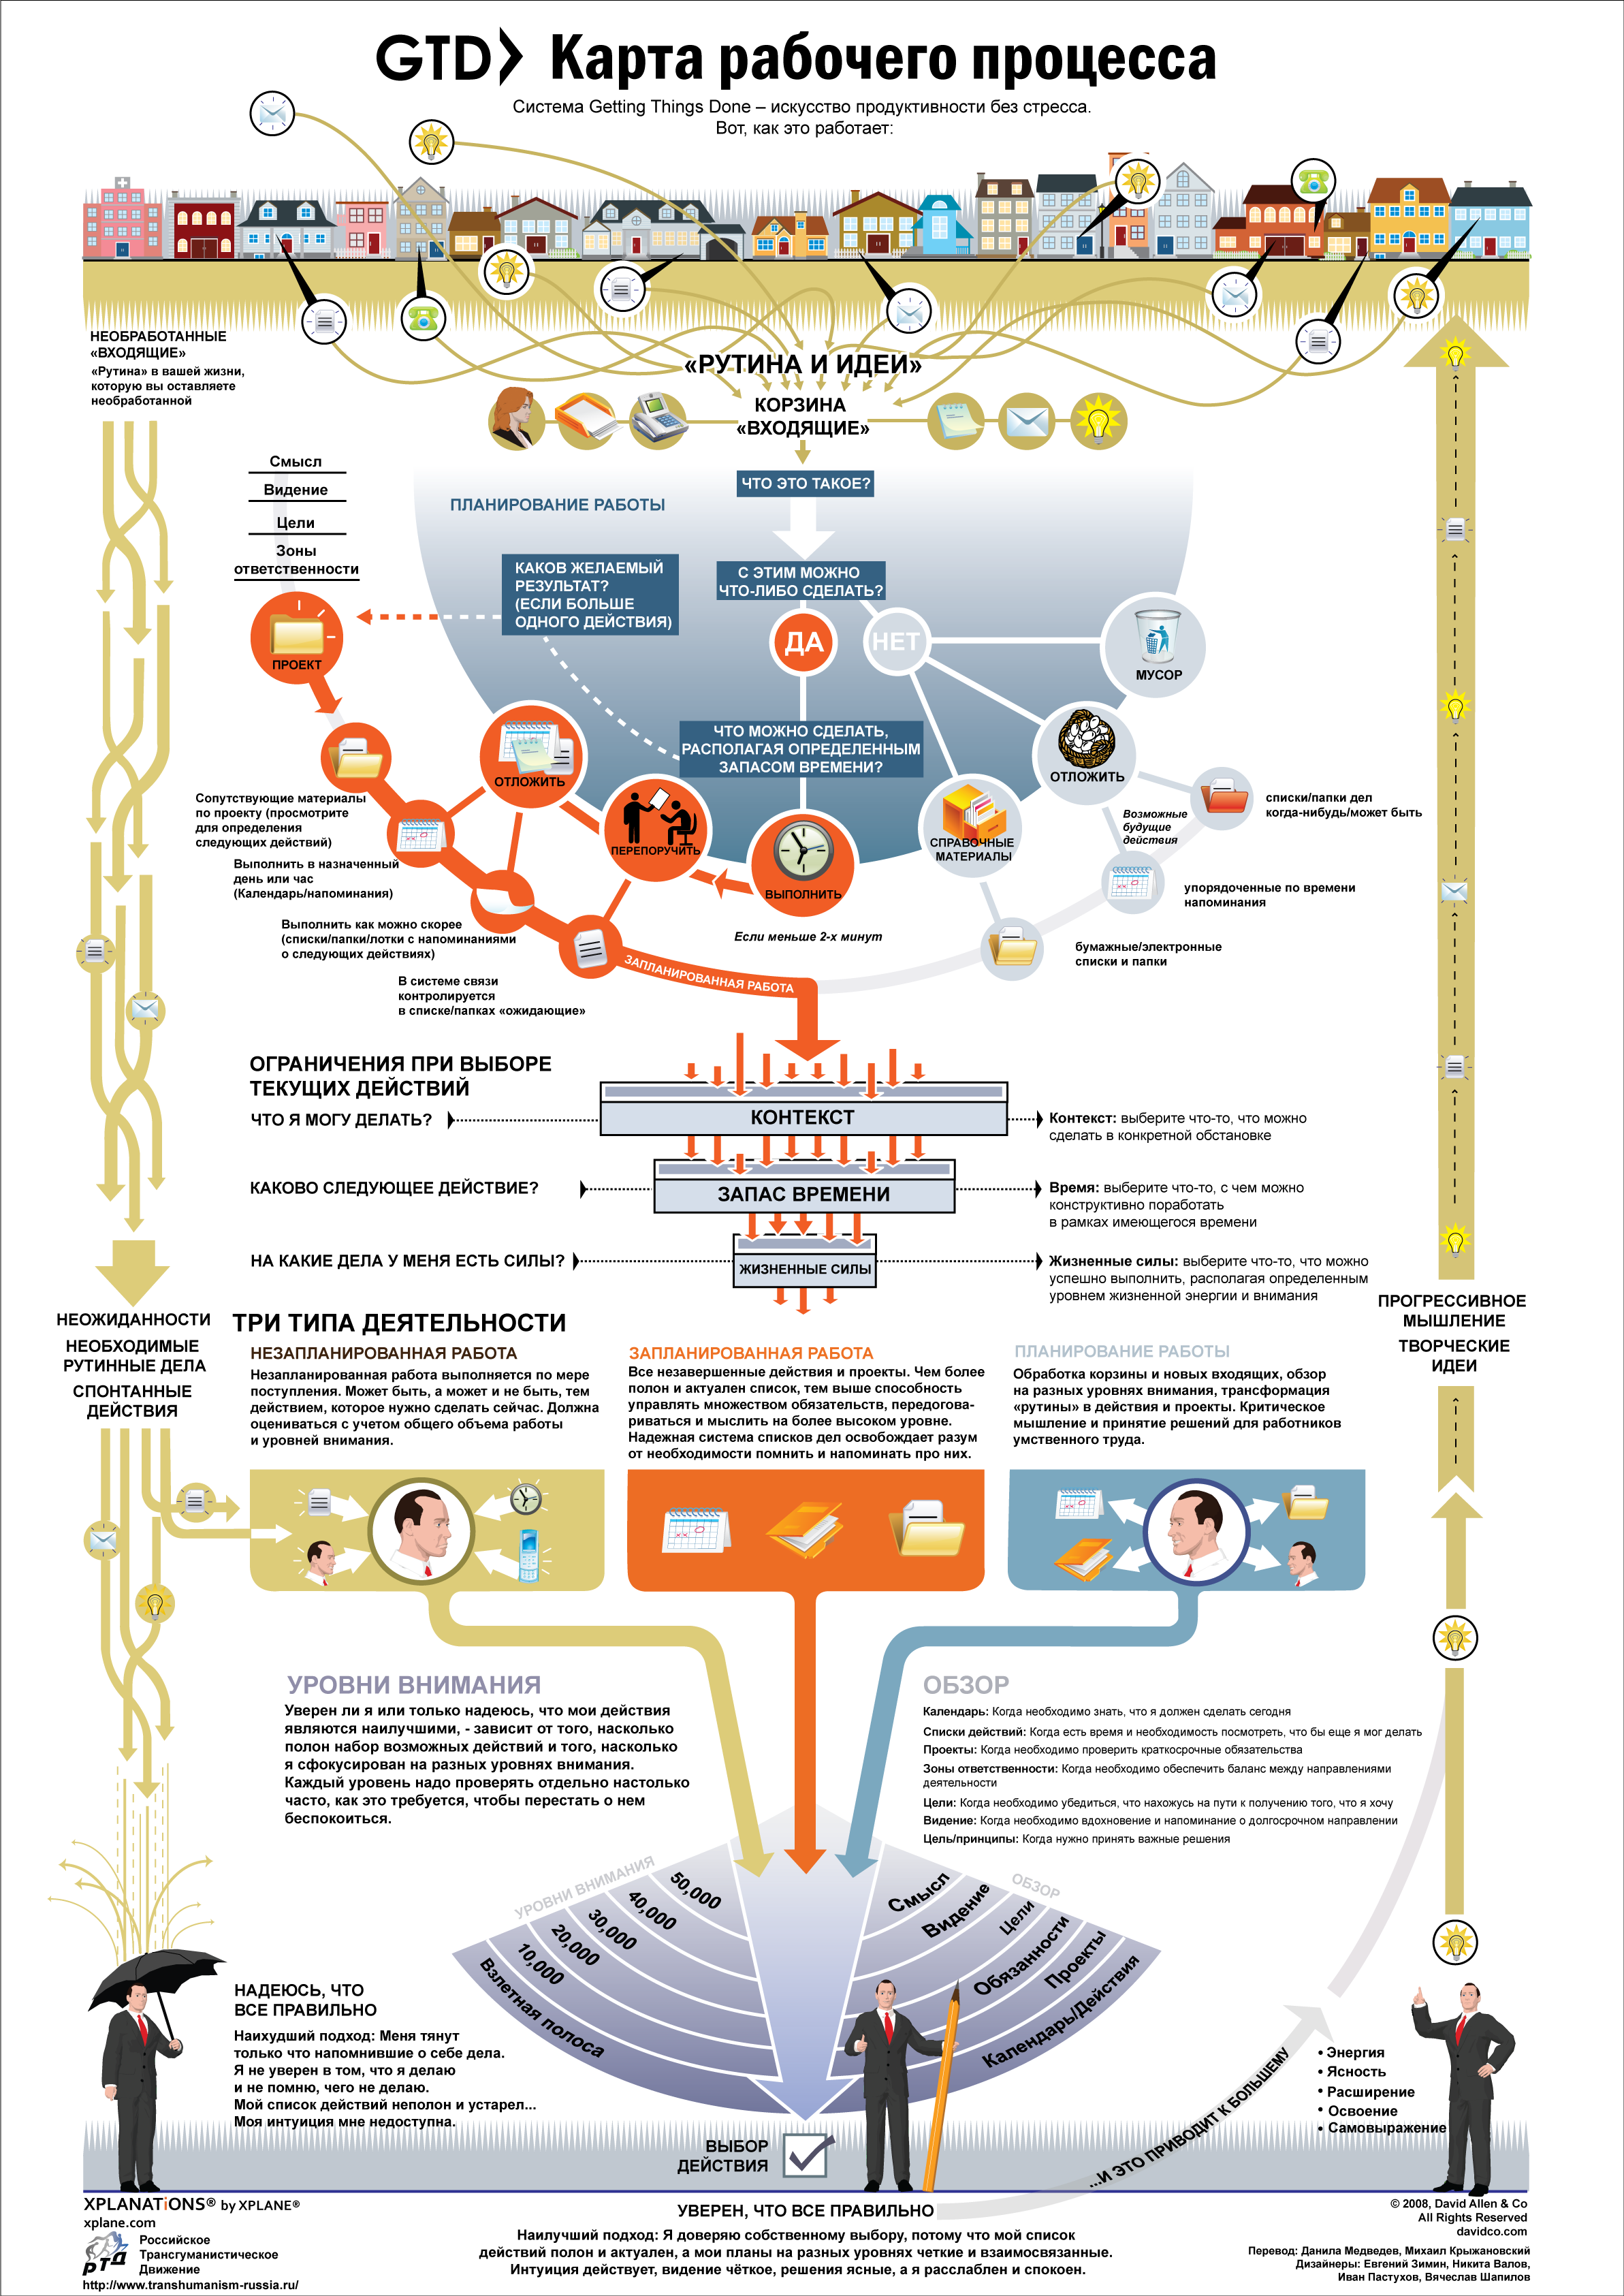 GTD Карта рабочего процесса
Система Getting Things Done – искусство продуктивности без стресса.
Вот, как это работает:
НЕОБРАБОТАННЫЕ
«ВХОДЯЩИЕ»
«Рутина» в вашей жизни,
которую вы оставляете
необработанной
«РУТИНА И ИДЕИ»
КОРЗИНА
«ВХОДЯЩИЕ»
Смысл
Видение
Цели
Зоны
ответственности
ПЛАНИРОВАНИЕ РАБОТЫ
ЧТО ЭТО ТАКОЕ?
КАКОВ ЖЕЛАЕМЫЙ
РЕЗУЛЬТАТ?
(ЕСЛИ БОЛЬШЕ
ОДНОГО ДЕЙСТВИЯ)
С ЭТИМ МОЖНО
ЧТО-ЛИБО СДЕЛАТЬ?
ДА
НЕТ
ПРОЕКТ
МУСОР
ЧТО МОЖНО СДЕЛАТЬ,
РАСПОЛАГАЯ ОПРЕДЕЛЕННЫМ
ЗАПАСОМ ВРЕМЕНИ?
ОТЛОЖИТЬ
ОТЛОЖИТЬ
ПЕРЕПОРУЧИТЬ
ВЫПОЛНИТЬ
СПРАВОЧНЫЕ
МАТЕРИАЛЫ
Если меньше 2-х минут
Возможные
будущие
действия
списки/папки дел
когда-нибудь/может быть
упорядоченные по времени
напоминания
бумажные/электронные
списки и папки
Сопутствующие материалы
по проекту (просмотрите
для определения
следующих действий)
Выполнить в назначенный
день или час
(Календарь/напоминания)
Выполнить как можно скорее
(списки/папки/лотки с напоминаниями
о следующих действиях)
В системе связи
контролируется
в списке/папках «ожидающие»
ЗАПЛАНИРОВАННАЯ РАБОТА
ОГРАНИЧЕНИЯ ПРИ ВЫБОРЕ
ТЕКУЩИХ ДЕЙСТВИЙ
ЧТО Я МОГУ ДЕЛАТЬ?
КОНТЕКСТ
Контекст: выберите что-то, что можно
сделать в конкретной обстановке
КАКОВО СЛЕДУЮЩЕЕ ДЕЙСТВИЕ?
ЗАПАС ВРЕМЕНИ
Время: выберите что-то, с чем можно
конструктивно поработать
в рамках имеющегося времени
НА КАКИЕ ДЕЛА У МЕНЯ ЕСТЬ СИЛЫ?
ЖИЗНЕННЫЕ СИЛЫ
Жизненные силы: выберите что-то, что можно
успешно выполнить, располагая определенным
уровнем жизненной энергии и внимания
НЕОЖИДАННОСТИ
НЕОБХОДИМЫЕ
РУТИННЫЕ ДЕЛА
СПОНТАННЫЕ
ДЕЙСТВИЯ
ПРОГРЕССИВНОЕ
МЫШЛЕНИЕ
ТВОРЧЕСКИЕ
ИДЕИ
ТРИ ТИПА ДЕЯТЕЛЬНОСТИ
НЕЗАПЛАНИРОВАННАЯ РАБОТА
Незапланированная работа выполняется по мере
поступления. Может быть, а может и не быть, тем
действием, которое нужно сделать сейчас. Должна
оцениваться с учетом общего объема работы
и уровней внимания.
ЗАПЛАНИРОВАННАЯ РАБОТА
Все незавершенные действия и проекты. Чем более
полон и актуален список, тем выше способность
управлять множеством обязательств, передогова-
риваться и мыслить на более высоком уровне.
Надежная система списков дел освобождает разум
от необходимости помнить и напоминать про них.
ПЛАНИРОВАНИЕ РАБОТЫ
Обработка корзины и новых входящих, обзор
на разных уровнях внимания, трансформация
«рутины» в действия и проекты. Критическое
мышление и принятие решений для работников
умственного труда.
УРОВНИ ВНИМАНИЯ
Уверен ли я или только надеюсь, что мои действия
являются наилучшими, - зависит от того, насколько
полон набор возможных действий и того, насколько
я сфокусирован на разных уровнях внимания.
Каждый уровень надо проверять отдельно настолько
часто, как это требуется, чтобы перестать о нем
беспокоиться.
ОБЗОР
Календарь: Когда необходимо знать, что я должен сделать сегодня
Списки действий: Когда есть время и необходимость посмотреть, что бы еще я мог делать
Проекты: Когда необходимо проверить краткосрочные обязательства
Зоны ответственности: Когда необходимо обеспечить баланс между направлениями
деятельности
Цели: Когда необходимо убедиться, что нахожусь на пути к получению того, что я хочу
Видение: Когда необходимо вдохновение и напоминание о долгосрочном направлении
Цель/принципы: Когда нужно принять важные решения
УРОВНИ ВНИМАНИЯ
50,000
40,000
30,000
20,000
10,000
Взлетная полоса
ОБЗОР
Смысл
Видение
Цели
Обязанности
Проекты
Календарь/Действия
НАДЕЮСЬ, ЧТО
ВСЕ ПРАВИЛЬНО
Наихудший подход: Меня тянут
только что напомнившие о себе дела.
Я не уверен в том, что я делаю
и не помню, чего не делаю.
Мой список действий неполон и устарел...
Моя интуиция мне недоступна.
• Энергия
• Ясность
• Расширение
• Освоение
• Самовыражение
...И ЭТО ПРИВОДИТ К БОЛЬШЕМУ
ВЫБОР
ДЕЙСТВИЯ
УВЕРЕН, ЧТО ВСЕ ПРАВИЛЬНО
Наилучший подход: Я доверяю собственному выбору, потому что мой список
действий полон и актуален, а мои планы на разных уровнях четкие и взаимосвязанные.
Интуиция действует, видение чёткое, решения ясные, а я расслаблен и спокоен.
XPLANATiONS® by XPLANE®
xplane.com
РТД
Российское
Трансгуманистическое
Движение
http://www.transhumanism-russia.ru/
© 2008, David Allen & Co
All Rights Reserved
davidco.com
Перевод: Данила Медведев, Михаил Крыжановский
Дизайнеры: Евгений Зимин, Никита Валов,
Иван Пастухов, Вячеслав Шапилов